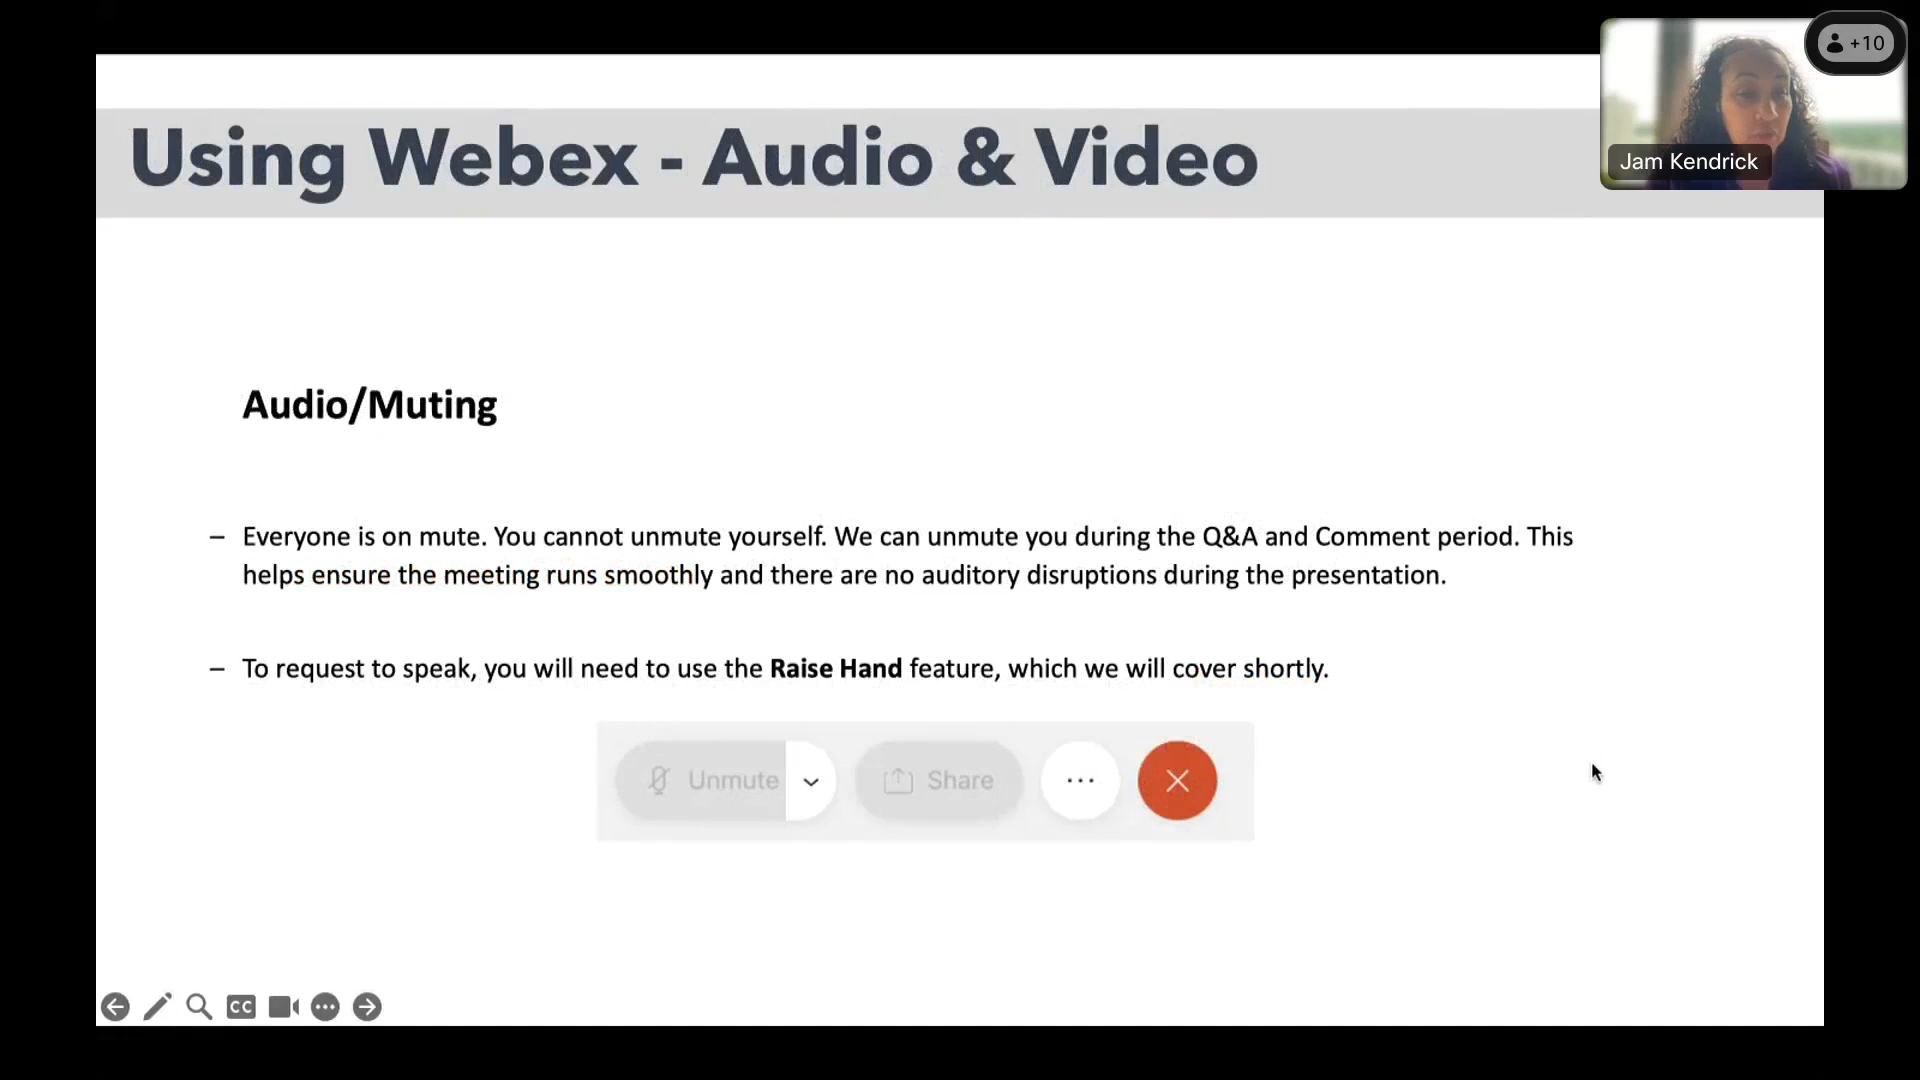 Using Webex - Audio & Video
+10
Jam Kendrick
Audio/Muting
– Everyone is on mute. You cannot unmute yourself. We can unmute you during the Q&A and Comment period. This
helps ensure the meeting runs smoothly and there are no auditory disruptions during the presentation.
– To request to speak, you will need to use the Raise Hand feature, which we will cover shortly.
Unmute
Share
CC